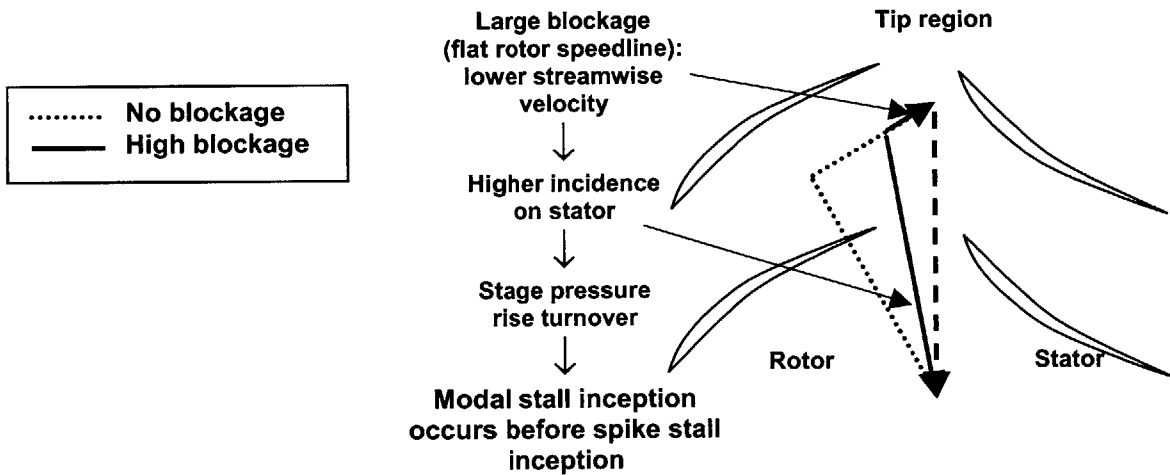 No blockage
High blockage
Large blockage
(flat rotor speedline):
lower streamwise
velocity
Higher incidence
on stator
Stage pressure
rise turnover
Modal stall inception
occurs before spike stall
inception
Tip region
Rotor
Stator